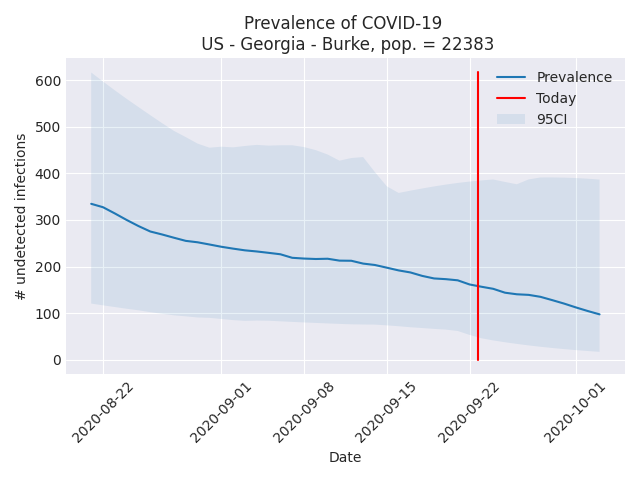 Prevalence of COVID-19
US - Georgia - Burke, pop. = 22383
# undetected infections
600
500
400
300
200
100
0
Prevalence
Today
95CI
2020-08-22
2020-09-01
2020-09-08
2020-09-15
2020-09-22
2020-10-01
Date